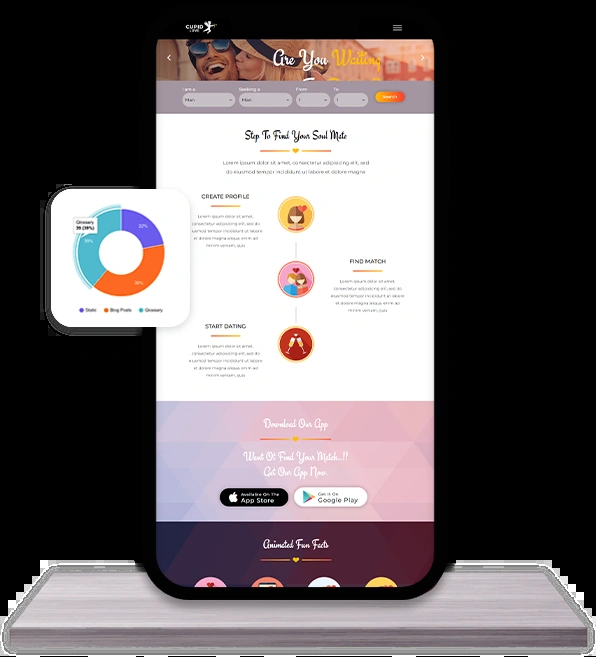 CUPID
LOVE
Are You Waiting
I am a
Seeking a
From
To
Man
Man
1
1
Search
Step To Find Your Soul Mate
Lorem ipsum dolor sit amet, consectetur adipisicing elit, sed
do eiusmod tempor incididunt ut labore et dolore magna
CREATE PROFILE
Lorem ipsum dolor sit amet,
consectetur adipisicing elit, sed do
eiusmod tempor incididunt ut labore
et dolore magna aliqua. enim ad minim
veniam, quis
FIND MATCH
Lorem ipsum dolor sit amet,
consectetur adipisicing elit, sed do
eiusmod tempor incididunt ut labore
et dolore magna aliqua. enim ad minim
veniam, quis
START DATING
Lorem ipsum dolor sit amet,
consectetur adipisicing elit, sed do
eiusmod tempor incididunt ut labore
et dolore magna aliqua. enim ad minim
veniam, quis
Glossary
39 (39%)
22%
39%
39%
Static
Blog Posts
Glossary
Download Our App
Want Ot Find Your Match..!!
Get Our App Now.
Available On The
App Store
Get It On
Google Play
Animated Fun Facts